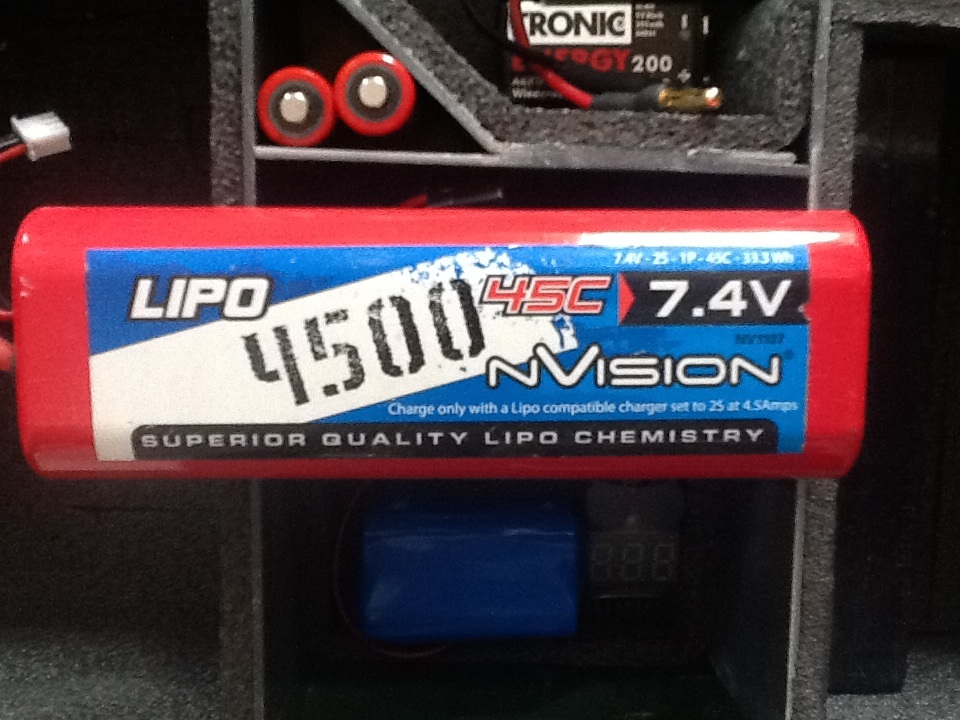 TRONIC
ENERGY 200
7.4V - 2S - 1P - 45C - 33.3 Wh
LIPO
4500
45C
7.4V
nVISION
Charge only with a Lipo compatible charger set to 2S at 4.5Amps
SUPERIOR QUALITY LIPO CHEMISTRY